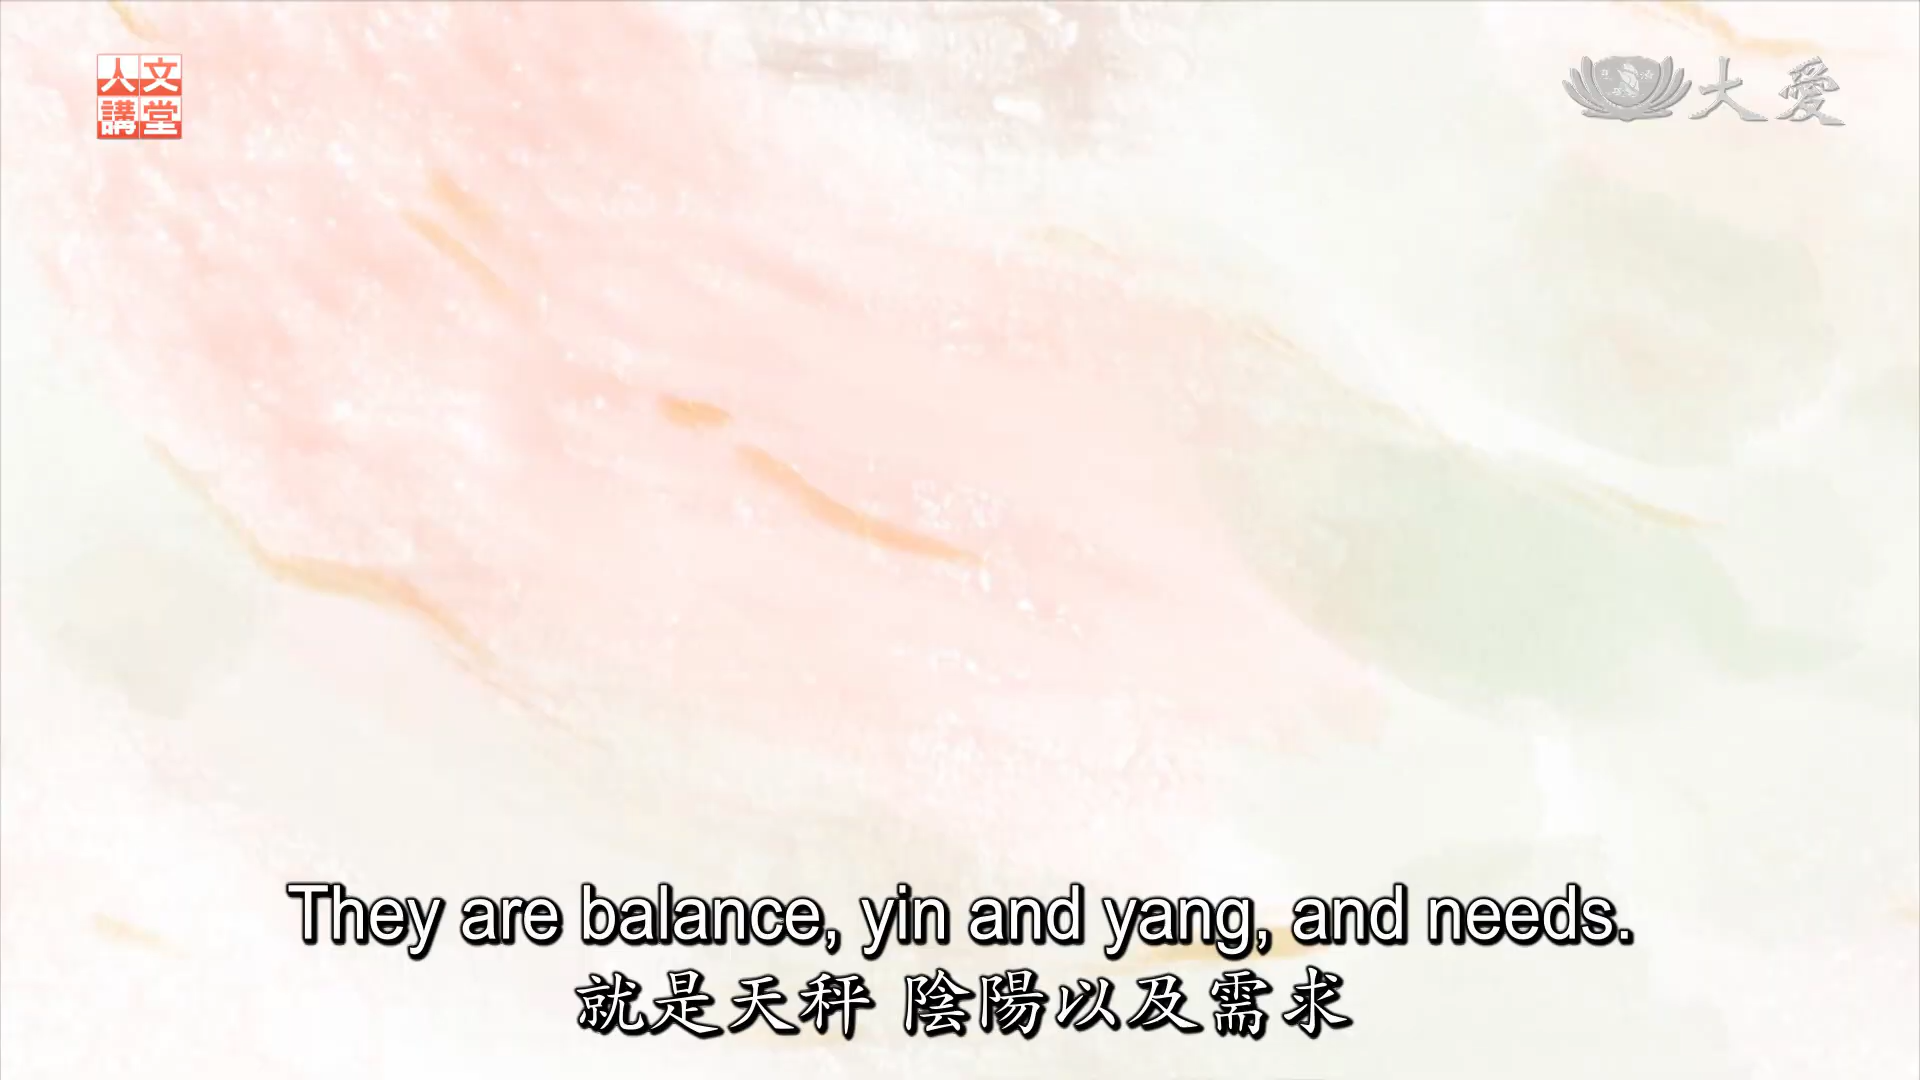 人文
講堂
大愛
They are balance, yin and yang, and needs.
就是天秤 陰陽以及需求